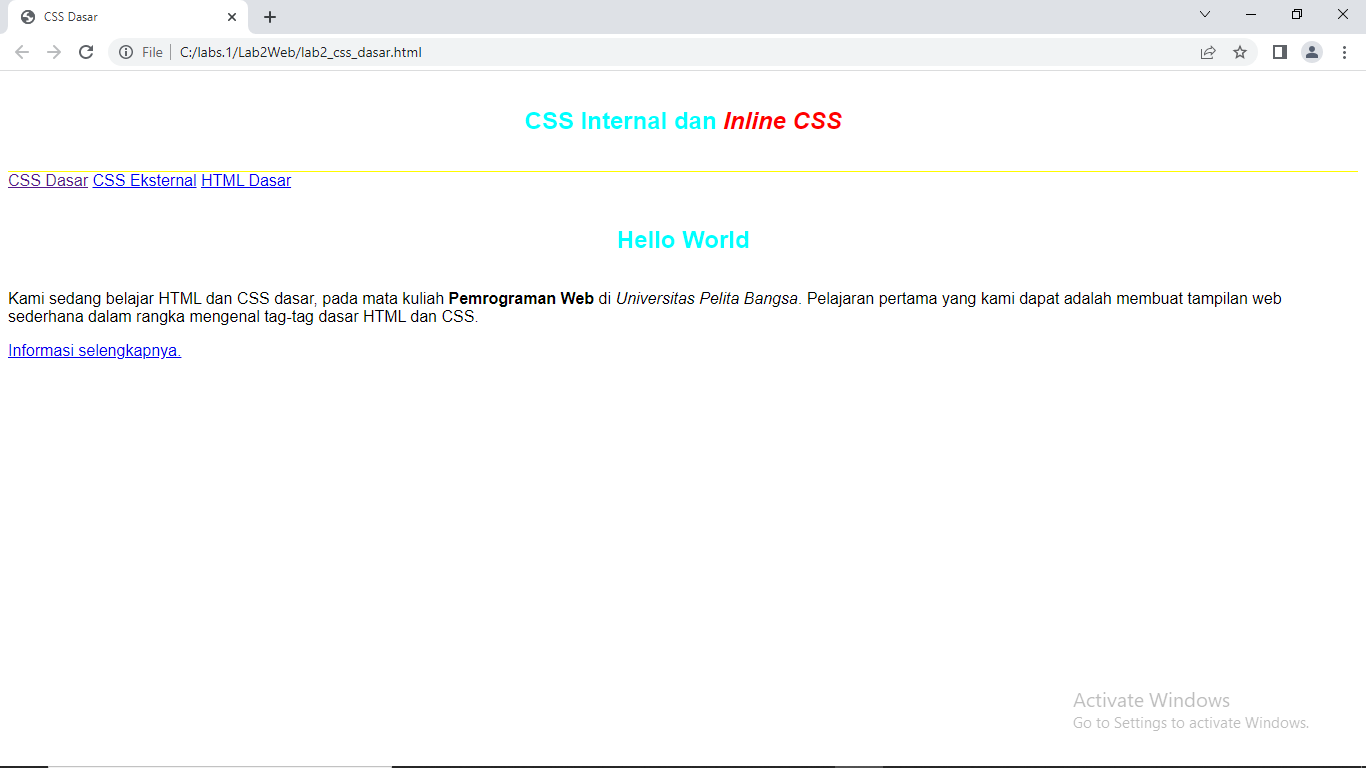 CSS Dasar
File
C:/labs.1/Lab2Web/lab2_css_dasar.html
CSS Internal dan Inline CSS
CSS Dasar CSS Eksternal HTML Dasar
Hello World
Kami sedang belajar HTML dan CSS dasar, pada mata kuliah Pemrograman Web di Universitas Pelita Bangsa. Pelajaran pertama yang kami dapat adalah membuat tampilan web
sederhana dalam rangka mengenal tag-tag dasar HTML dan CSS.
Informasi selengkapnya.
Activate Windows
Go to Settings to activate Windows.